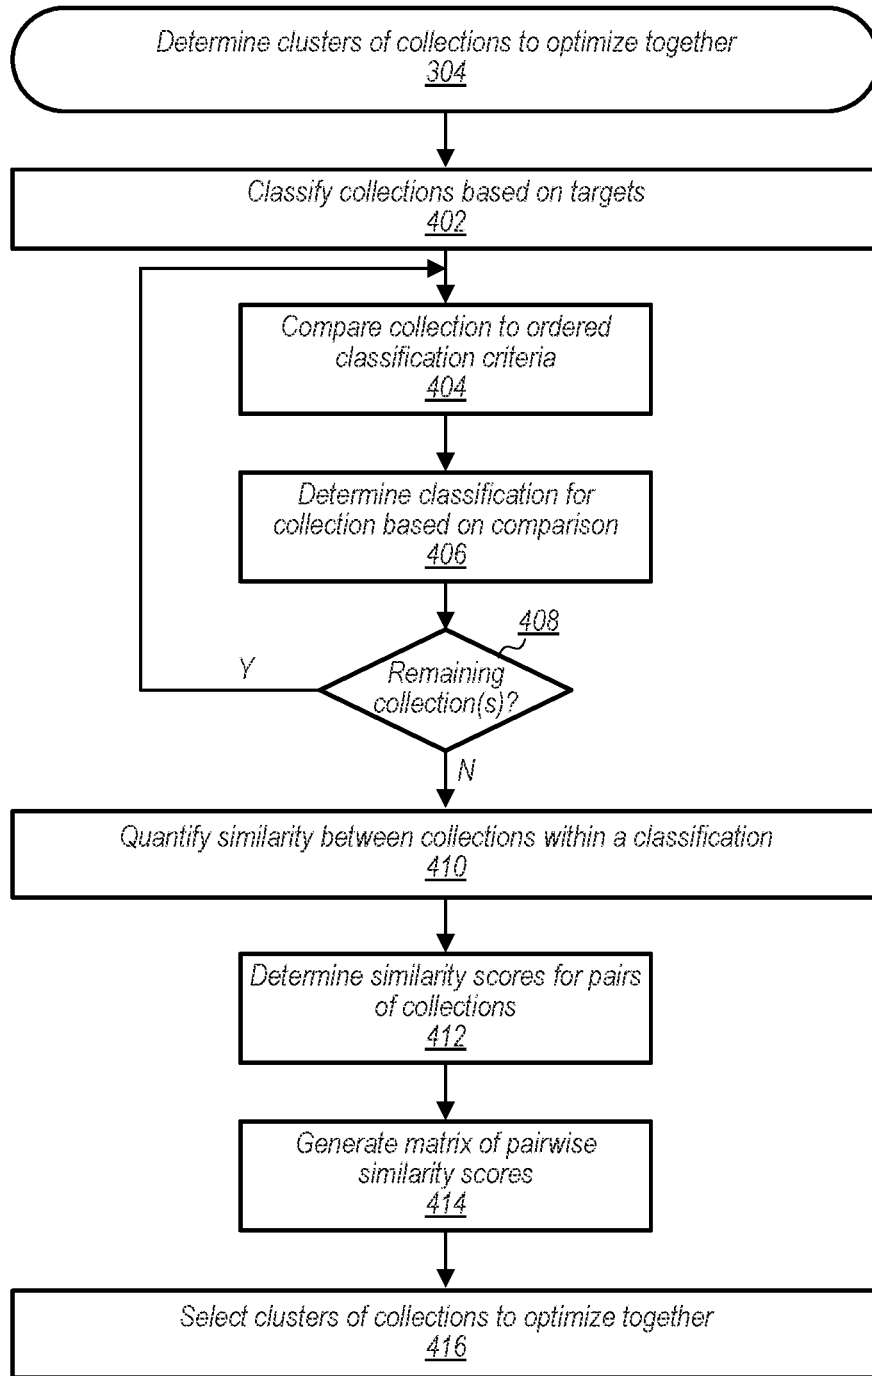 Determine clusters of collections to optimize together
304
Classify collections based on targets
402
Compare collection to ordered
classification criteria
404
Determine classification for
collection based on comparison
406
408
Remaining
collection(s)?
Y
N
Quantify similarity between collections within a classification
410
Determine similarity scores for pairs
of collections
412
Generate matrix of pairwise
similarity scores
414
Select clusters of collections to optimize together
416